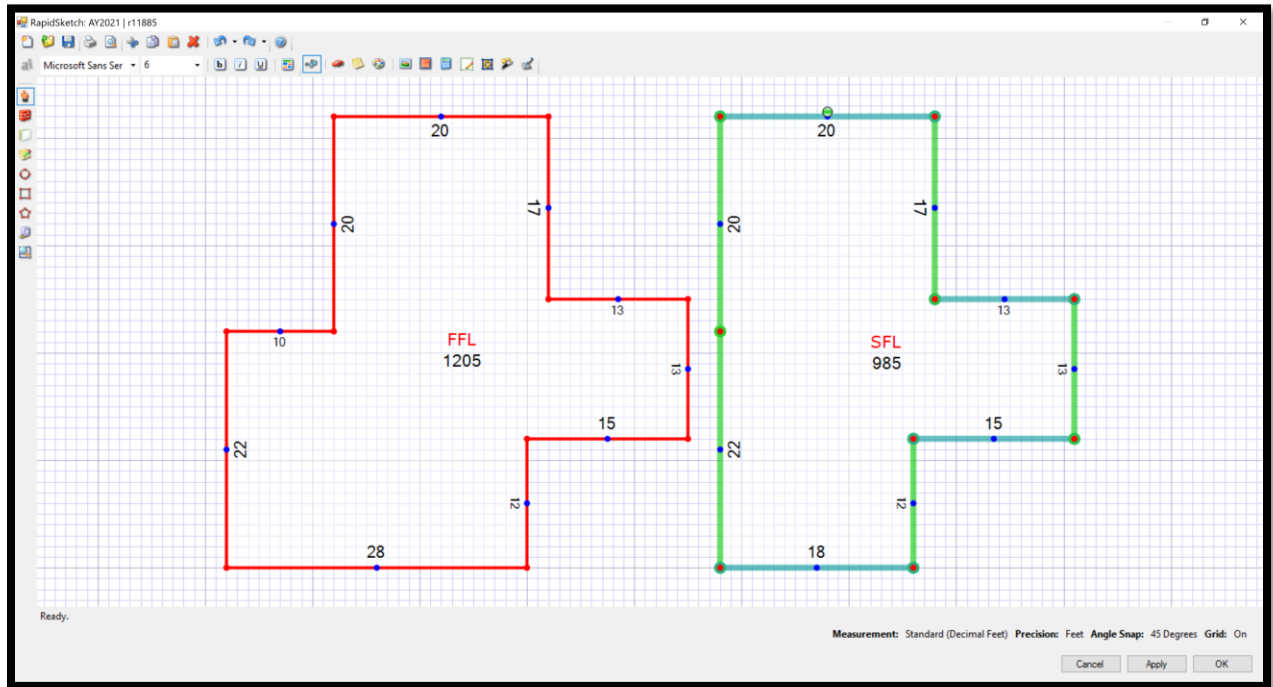 RapidSketch: AY2021 | r11885
al Microsoft Sans Ser 6 b i u
20 20
20 17 20 17
13 13
10
FFL SFL
1205 985
13 13
15 15
22 22
12 12
28 18
Ready.
Measurement: Standard (Decimal Feet) Precision: Feet Angle Snap: 45 Degrees Grid: On
Cancel Apply OK